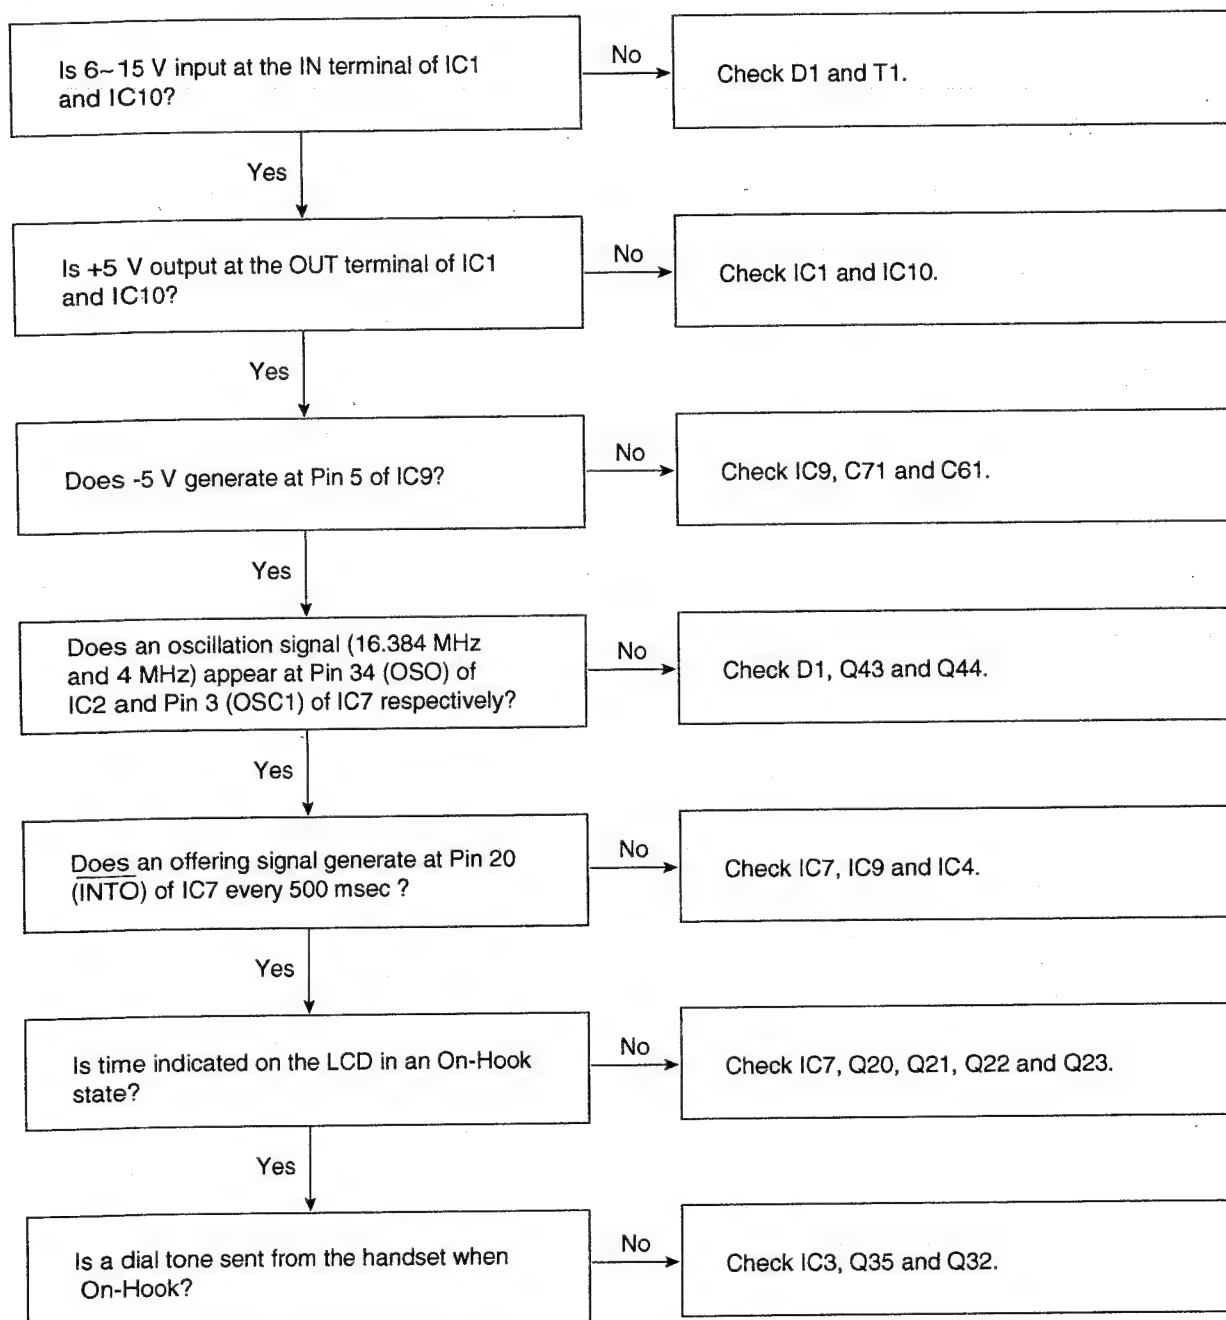 Is 6~15 V input at the IN terminal of IC1
and IC10?
No
Check D1 and T1.
Yes
Is +5 V output at the OUT terminal of IC1
and IC10?
No
Check IC1 and IC10.
Yes
Does -5 V generate at Pin 5 of IC9?
No
Check IC9, C71 and C61.
Yes
Does an oscillation signal (16.384 MHz
and 4 MHz) appear at Pin 34 (OSO) of
IC2 and Pin 3 (OSC1) of IC7 respectively?
No
Check D1, Q43 and Q44.
Yes
Does an offering signal generate at Pin 20
(INTO) of IC7 every 500 msec ?
No
Check IC7, IC9 and IC4.
Yes
Is time indicated on the LCD in an On-Hook
state?
No
Check IC7, Q20, Q21, Q22 and Q23.
Yes
Is a dial tone sent from the handset when
On-Hook?
No
Check IC3, Q35 and Q32.